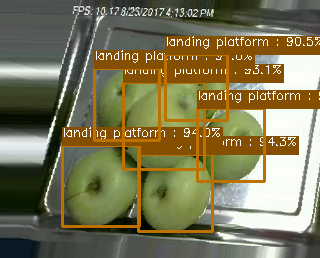 FPS: 10.17 8/23/2017 4:13:02 PM
landing platform : 90.5%
landing platform :
landing platform : 93.1%
landing platform :
landing platform : 94.0%
: 94.3%